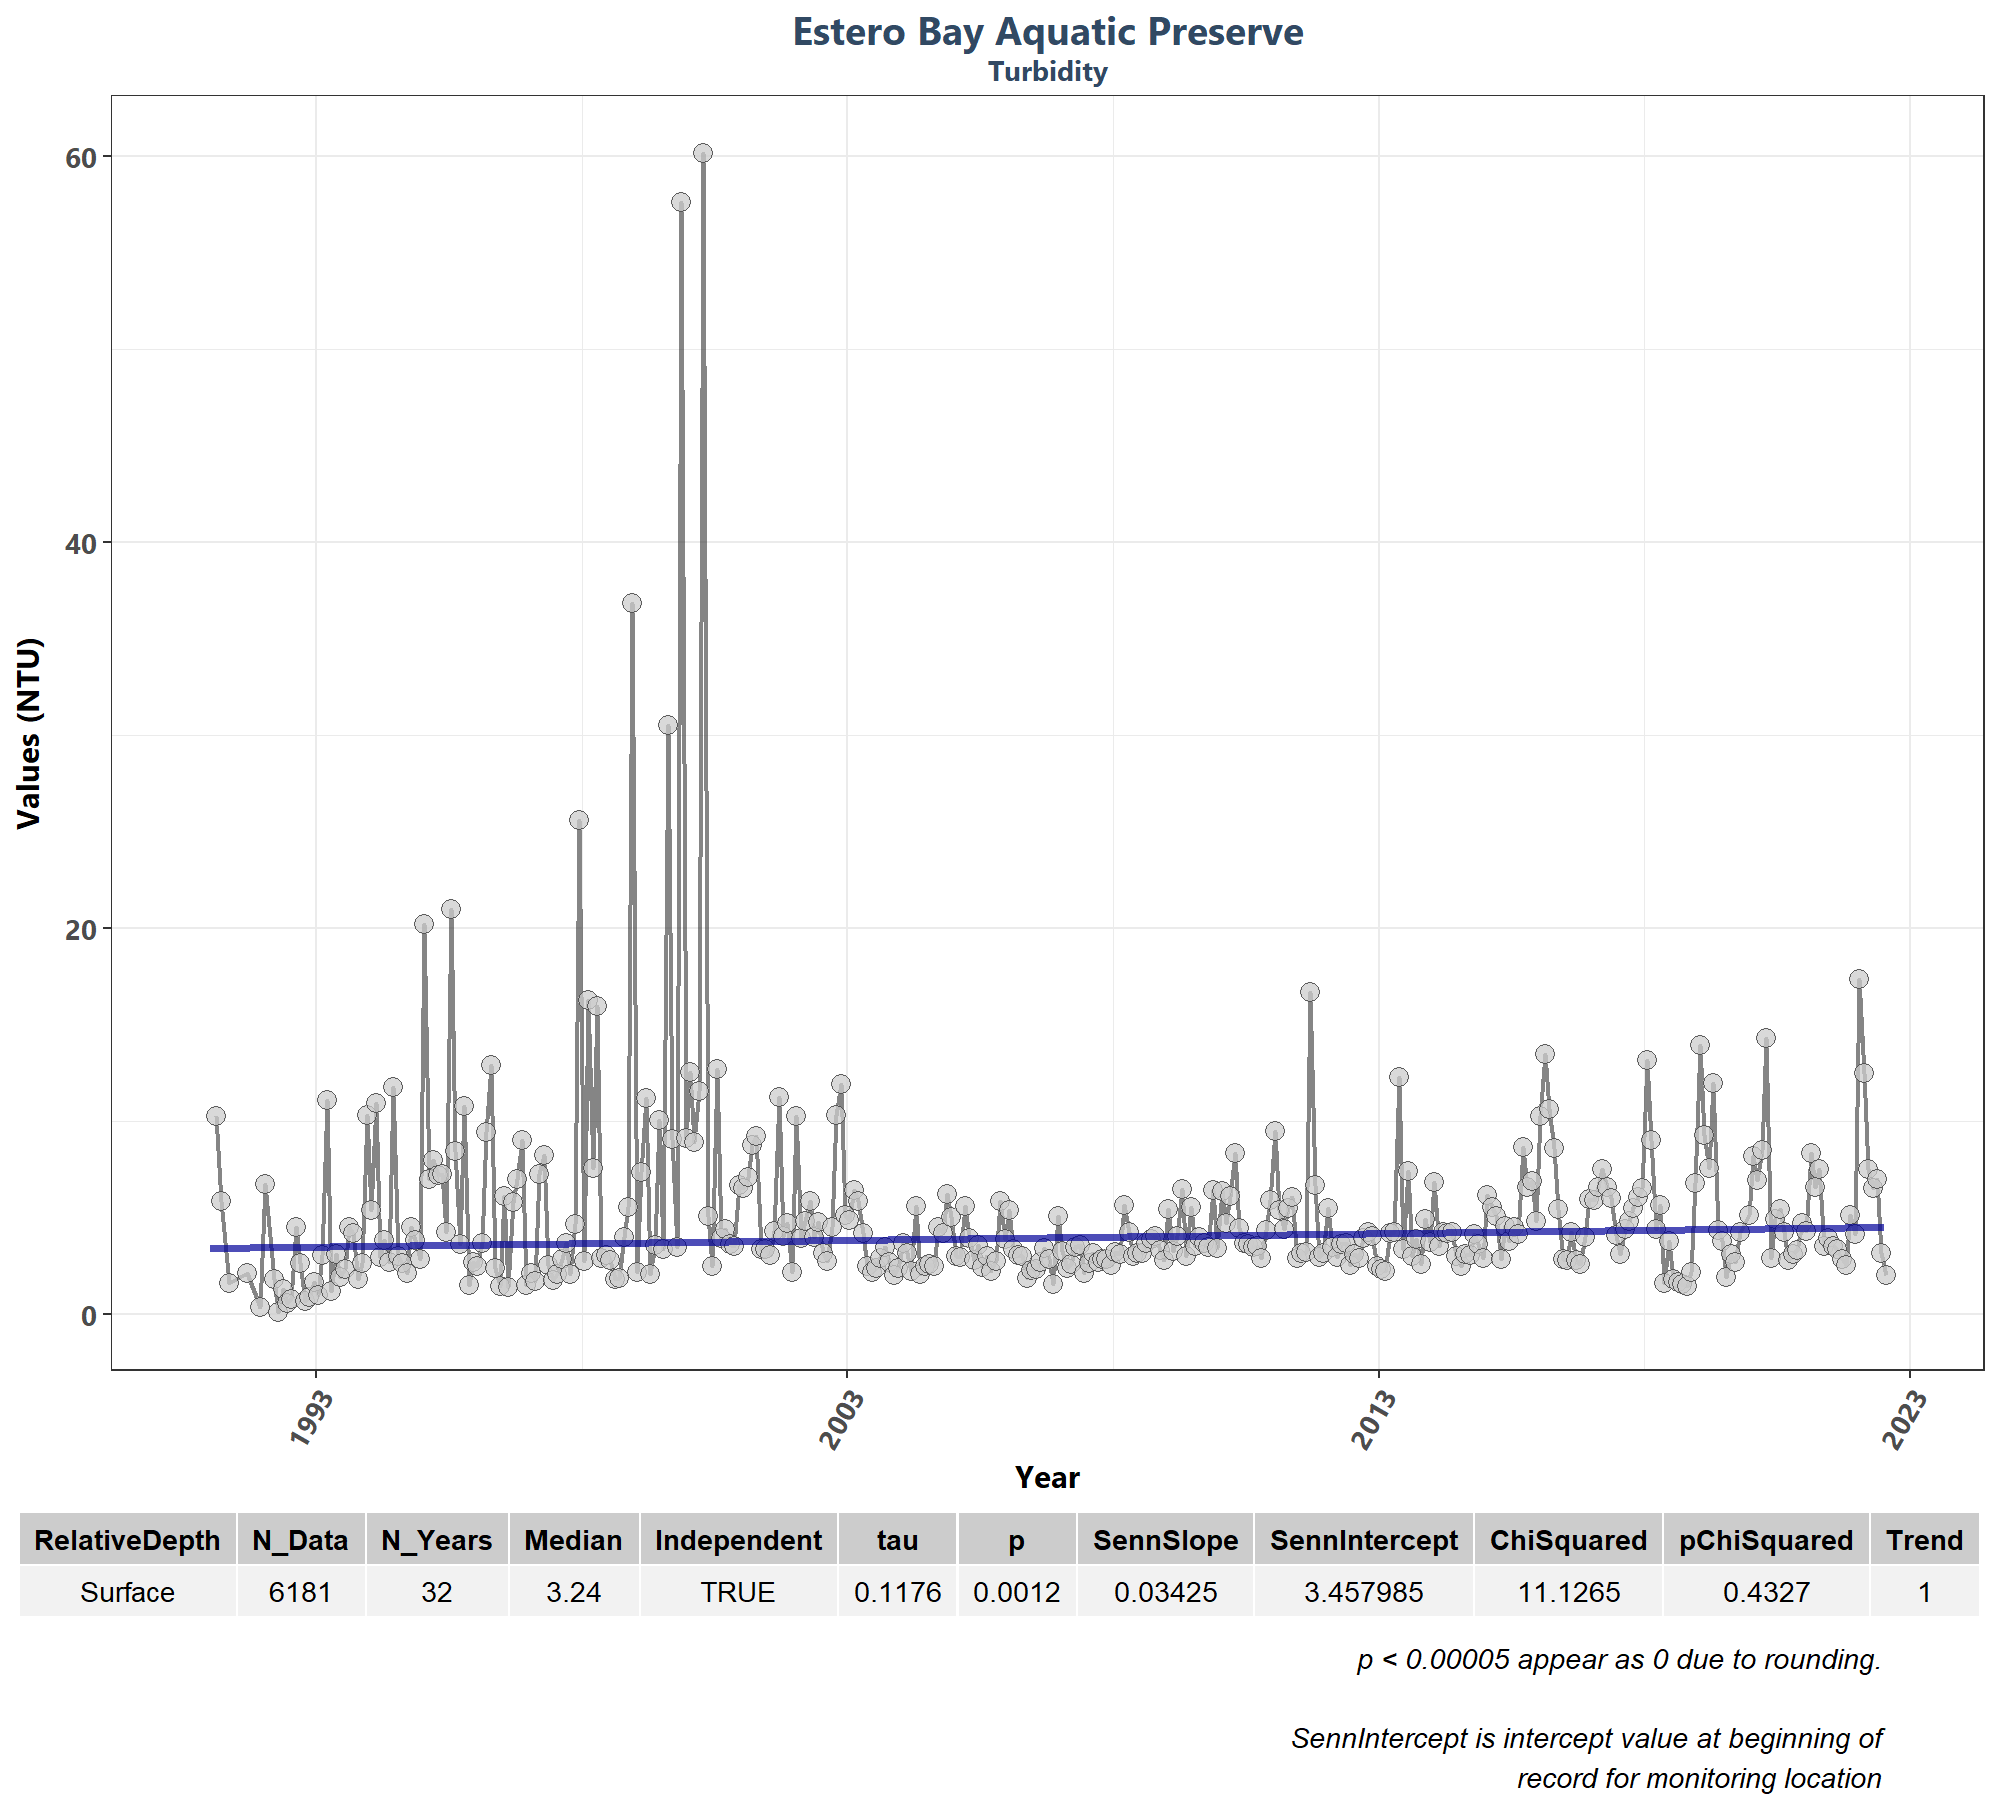 Estero Bay Aquatic Preserve
Turbidity
Values (NTU)
60
40
20
0
1993
2003
2013
2023
Year
RelativeDepth N_Data N_Years Median Independent tau p SennSlope SennIntercept ChiSquared pChiSquared Trend
Surface 6181 32 3.24 TRUE 0.1176 0.0012 0.03425 3.457985 11.1265 0.4327 1
p < 0.00005 appear as 0 due to rounding.
SennIntercept is intercept value at beginning of
record for monitoring location